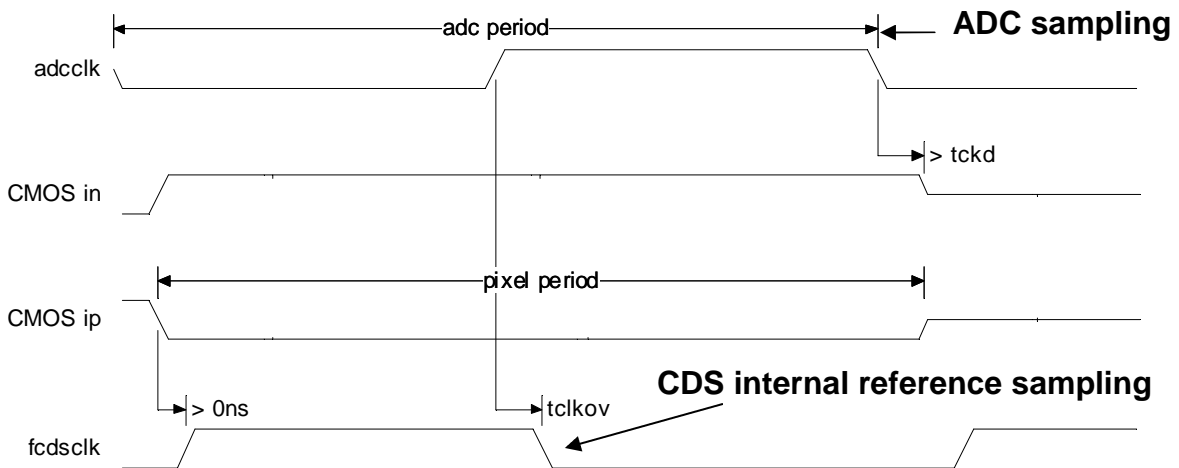 adc period
ADC sampling
adcclk
> tckd
CMOS in
pixel period
CMOS ip
CDS internal reference sampling
> 0ns
tclkov
fcdsclk